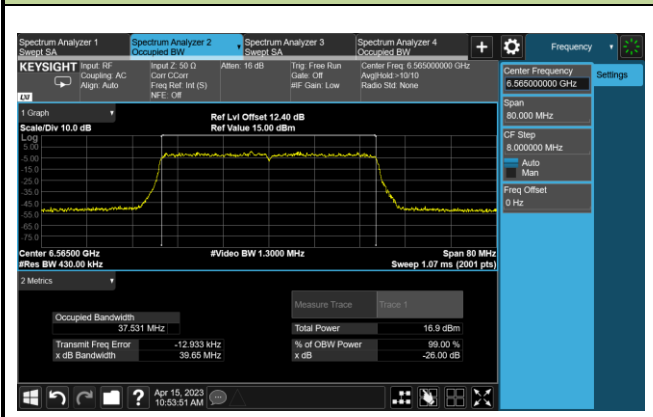 Spectrum Analyzer 1
Swept SA
Spectrum Analyzer 2
Occupied BW
Spectrum Analyzer 3
Swept SA
Spectrum Analyzer 4
Occupied BW
Frequency
KEYSIGHT
Input: RF
Coupling: AC
Align: Auto
Input Z: 50 Ω
Corr CCorr
Freq Ref: Int (S)
NFE: Off
Atten: 16 dB
Trig: Free Run
Gate: Off
#IF Gain: Low
Center Freq: 6.565000000 GHz
Avg|Hold:>10/10
Radio Std: None
LXI
Center Frequency
6.565000000 GHz
Settings
Span
80.000 MHz
CF Step
8.000000 MHz
Auto
Man
Freq Offset
0 Hz
1 Graph
Scale/Div 10.0 dB
Ref Lvl Offset 12.40 dB
Ref Value 15.00 dBm
Log
5.00
-5.00
-15.0
-25.0
-35.0
-45.0
-55.0
-65.0
-75.0
Center 6.56500 GHz
#Res BW 430.00 kHz
#Video BW 1.3000 MHz
Span 80 MHz
Sweep 1.07 ms (2001 pts)
2 Metrics
Measure Trace
Trace 1
Occupied Bandwidth
37.531 MHz
Total Power
16.9 dBm
Transmit Freq Error
-12.933 kHz
% of OBW Power
99.00 %
x dB Bandwidth
39.65 MHz
x dB
-26.00 dB
Apr 15, 2023
10:53:51 AM